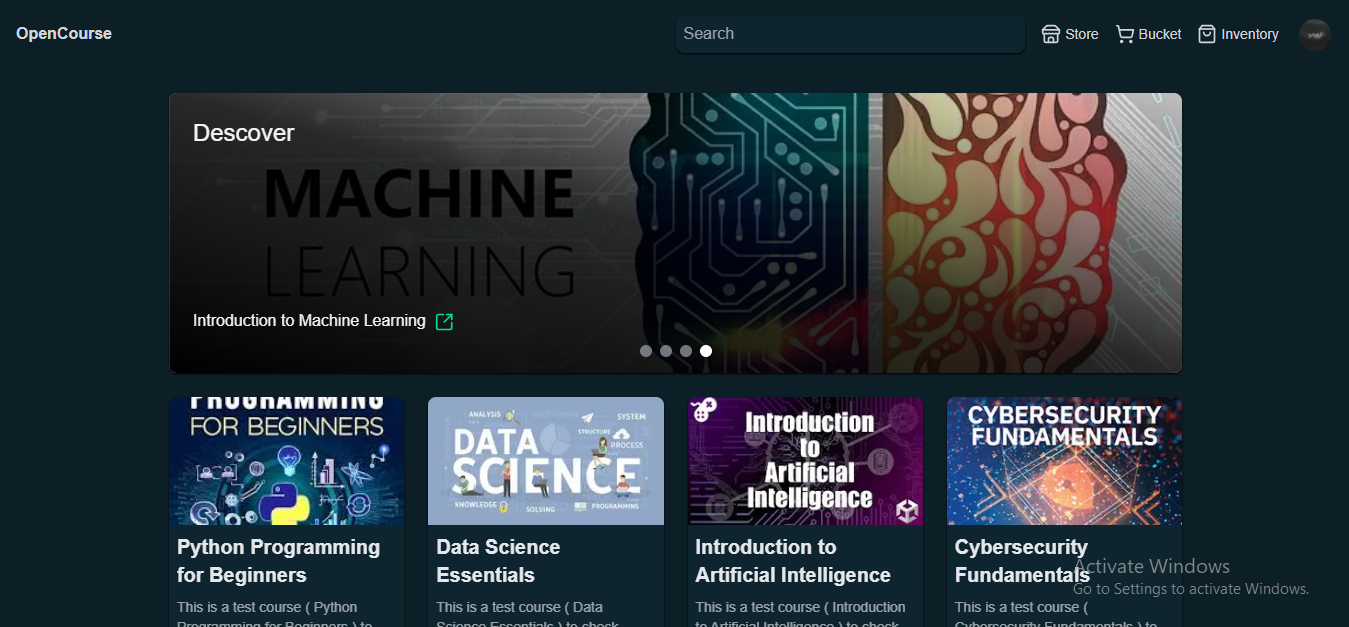 OpenCourse
Search
Store
Bucket
Inventory
Descover
MACHINE
LEARNING
Introduction to Machine Learning
PROGRAMMING
FOR BEGINNERS
Python Programming
for Beginners
This is a test course ( Python
Programming for Beginners ) to
ANALYSIS
SYSTEM
STRUCTURE
PROCESS
DATA
SCIENCE
KNOWLEDGE
SOLVING
PROGRAMMING
Data Science
Essentials
This is a test course ( Data
Science Essentials ) to check
Introduction
to
Artificial
Intelligence
Introduction to
Artificial Intelligence
This is a test course ( Introduction
to Artificial Intelligence ) to check
CYBERSECURITY
FUNDAMENTALS
Cybersecurity
Fundamentals
This is a test course (
Cybersecurity Fundamentals ) to
Activate Windows
Go to Settings to activate Windows.